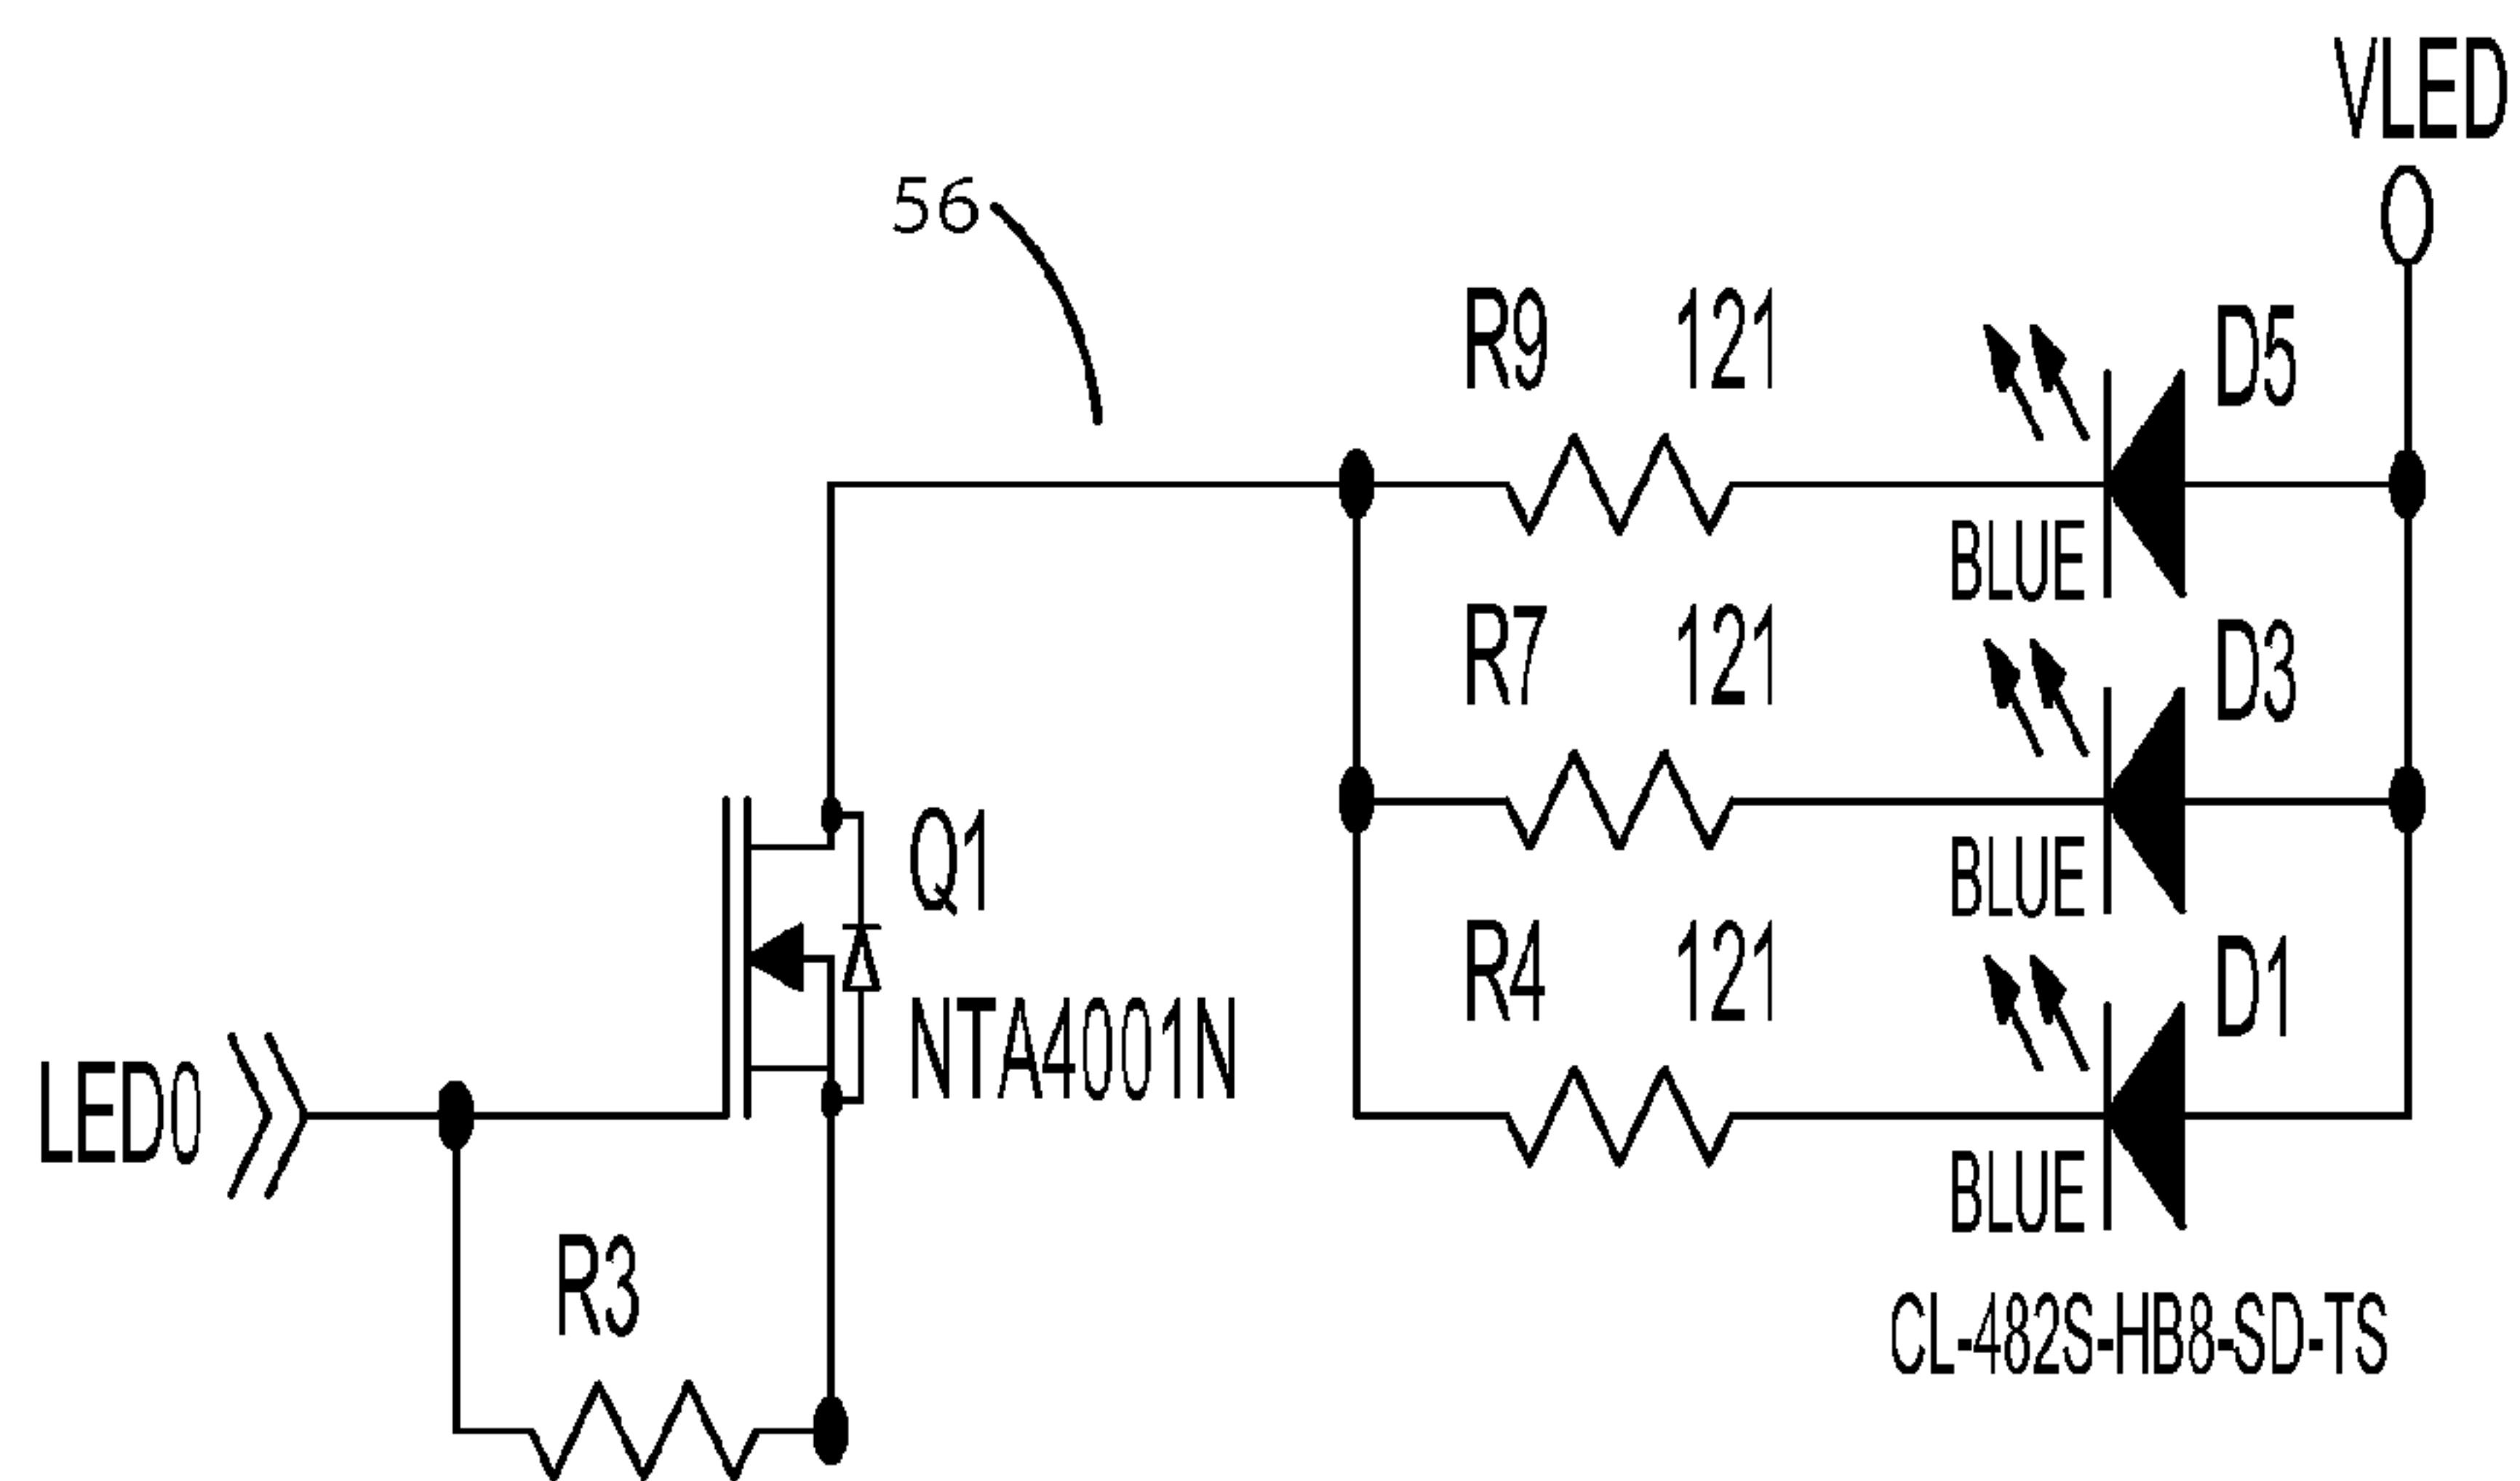 VLED
56
R9 121
D5
BLUE
R7 121
D3
BLUE
Q1
NTA4001N
R4 121
D1
BLUE
LED0
R3
CL-482S-HB8-SD-TS